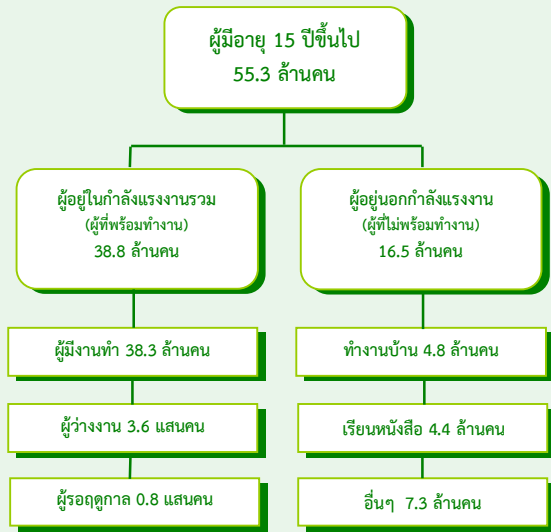 ผู้มีอายุ 15 ปีขึ้นไป
55.3 ล้านคน
ผู้อยู่ในกำลังแรงงานรวม
(ผู้ที่พร้อมทำงาน)
38.8 ล้านคน
ผู้อยู่นอกกำลังแรงงาน
(ผู้ที่ไม่พร้อมทำงาน)
16.5 ล้านคน
ผู้มีงานทำ 38.3 ล้านคน
ทำงานบ้าน 4.8 ล้านคน
ผู้ว่างงาน 3.6 แสนคน
เรียนหนังสือ 4.4 ล้านคน
ผู้รอฤดูกาล 0.8 แสนคน
อื่นๆ 7.3 ล้านคน